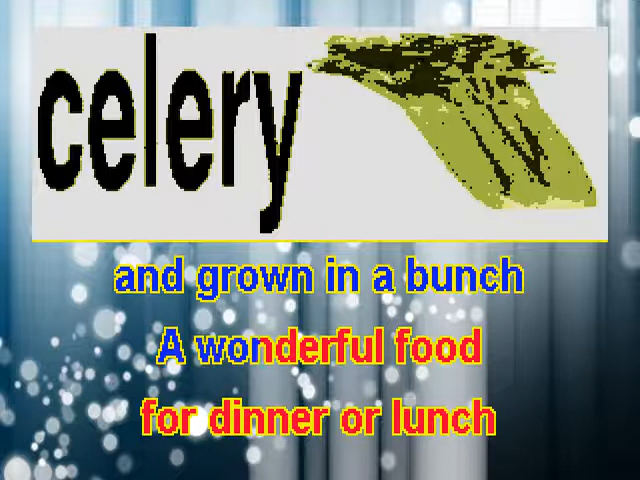 celery
and grown in a bunch
A wonderful food
for dinner or lunch